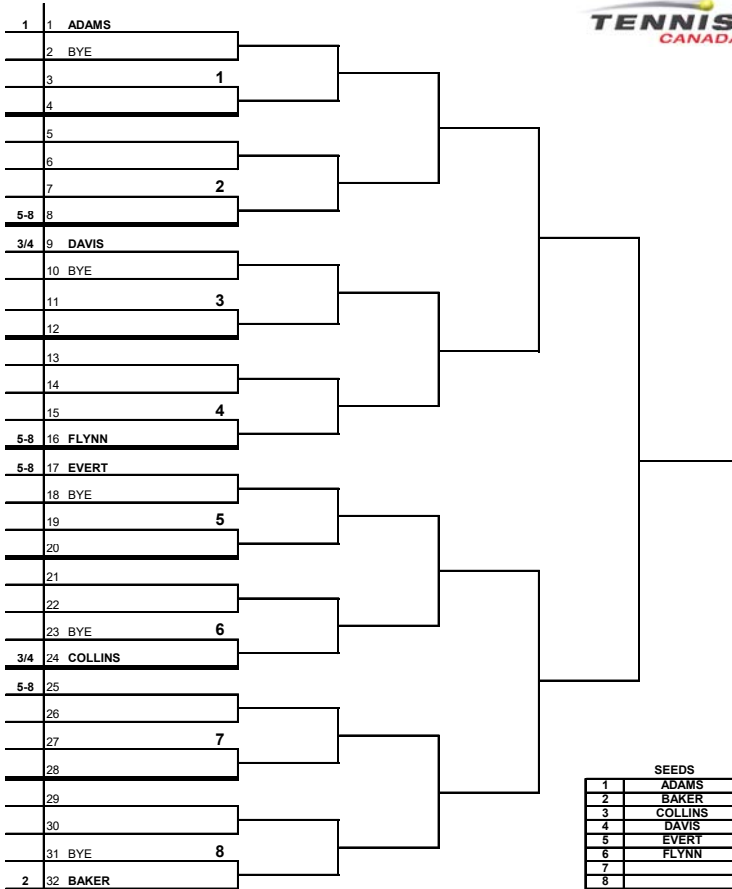 TENNIS
CANADA
1 1 ADAMS
2 BYE
3 1
4
5
6
7 2
5-8 8
3/4 9 DAVIS
10 BYE
11 3
12
13
14
15 4
5-8 16 FLYNN
5-8 17 EVERT
18 BYE
19 5
20
21
22
23 BYE 6
3/4 24 COLLINS
5-8 25
26
27 7
28
29
30
31 BYE 8
2 32 BAKER
SEEDS
1 ADAMS
2 BAKER
3 COLLINS
4 DAVIS
5 EVERT
6 FLYNN
7
8